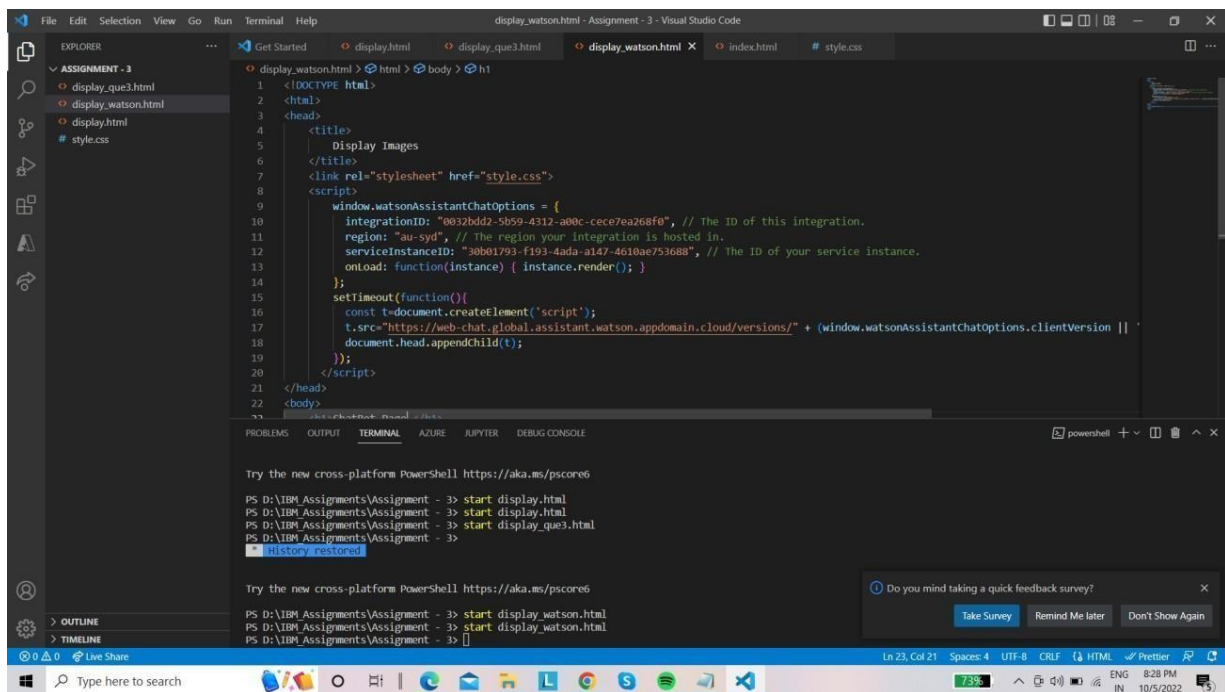 File Edit Selection View Go Run Terminal Help
display_watson.html - Assignment - 3 - Visual Studio Code
EXPLORER
ASSIGNMENT - 3
display_que3.html
display_watson.html
display.html
# style.css
OUTLINE
TIMELINE
Get Started display.html display_que3.html display_watson.html index.html # style.css
display_watson.html > html > body > h1
1 <!DOCTYPE html>
2 <html>
3 <head>
4 <title>
5 Display Images
6 </title>
7 <link rel="stylesheet" href="style.css">
8 <script>
9 window.watsonAssistantChatOptions = {
10 integrationID: "0032bdd2-5b59-4312-a00c-cece7ea268f0", // The ID of this integration.
11 region: "au-syd", // The region your integration is hosted in.
12 serviceInstanceID: "30b01793-f193-4ada-a147-4610ae753688", // The ID of your service instance.
13 onLoad: function(instance) { instance.render(); }
14 };
15 setTimeout(function(){
16 const t=document.createElement('script');
17 t.src="https://web-chat.global.assistant.watson.appdomain.cloud/versions/" + (window.watsonAssistantChatOptions.clientVersion || '
18 document.head.appendChild(t);
19 });
20 </script>
21 </head>
22 <body>
23 <h1>ChatBot Page </h1>
PROBLEMS OUTPUT TERMINAL AZURE JUPYTER DEBUG CONSOLE
powershell
Try the new cross-platform PowerShell https://aka.ms/pscore6
PS D:\IBM_Assignments\Assignment - 3> start display.html
PS D:\IBM_Assignments\Assignment - 3> start display.html
PS D:\IBM_Assignments\Assignment - 3> start display_que3.html
PS D:\IBM_Assignments\Assignment - 3>
* History restored
Try the new cross-platform PowerShell https://aka.ms/pscore6
PS D:\IBM_Assignments\Assignment - 3> start display_watson.html
PS D:\IBM_Assignments\Assignment - 3> start display_watson.html
PS D:\IBM_Assignments\Assignment - 3>
Do you mind taking a quick feedback survey?
Take Survey Remind Me later Don't Show Again
0 0 Live Share
Ln 23, Col 21 Spaces: 4 UTF-8 CRLF HTML Prettier
Type here to search
L
S
73%
ENG
IN
8:28 PM
10/5/2022
5